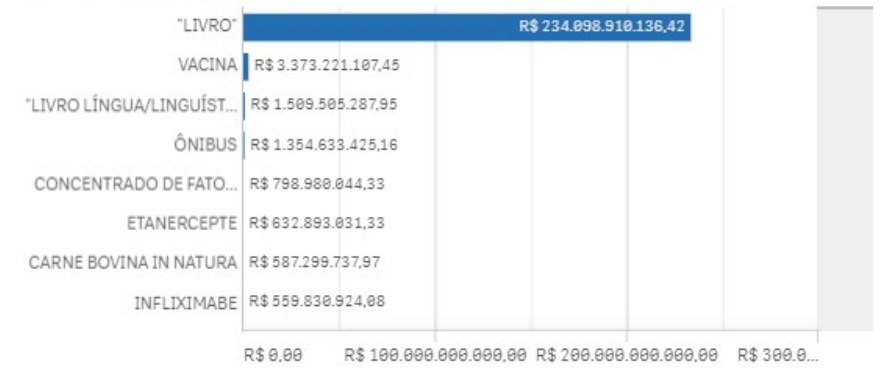 "LIVRO" R$ 234.098.910.136,42
VACINA R$ 3.373.221.107,45
"LIVRO LÍNGUA/LINGUÍST... R$ 1.509.505.287,95
ÔNIBUS R$ 1.354.633.425,16
CONCENTRADO DE FATO... R$ 798.980.044,33
ETANERCEPTE R$ 632.893.031,33
CARNE BOVINA IN NATURA R$ 587.299.737,97
INFLIXIMABE R$ 559.830.924,08
R$ 0,00 R$ 100.000.000.000,00 R$ 200.000.000.000,00 R$ 300.0...